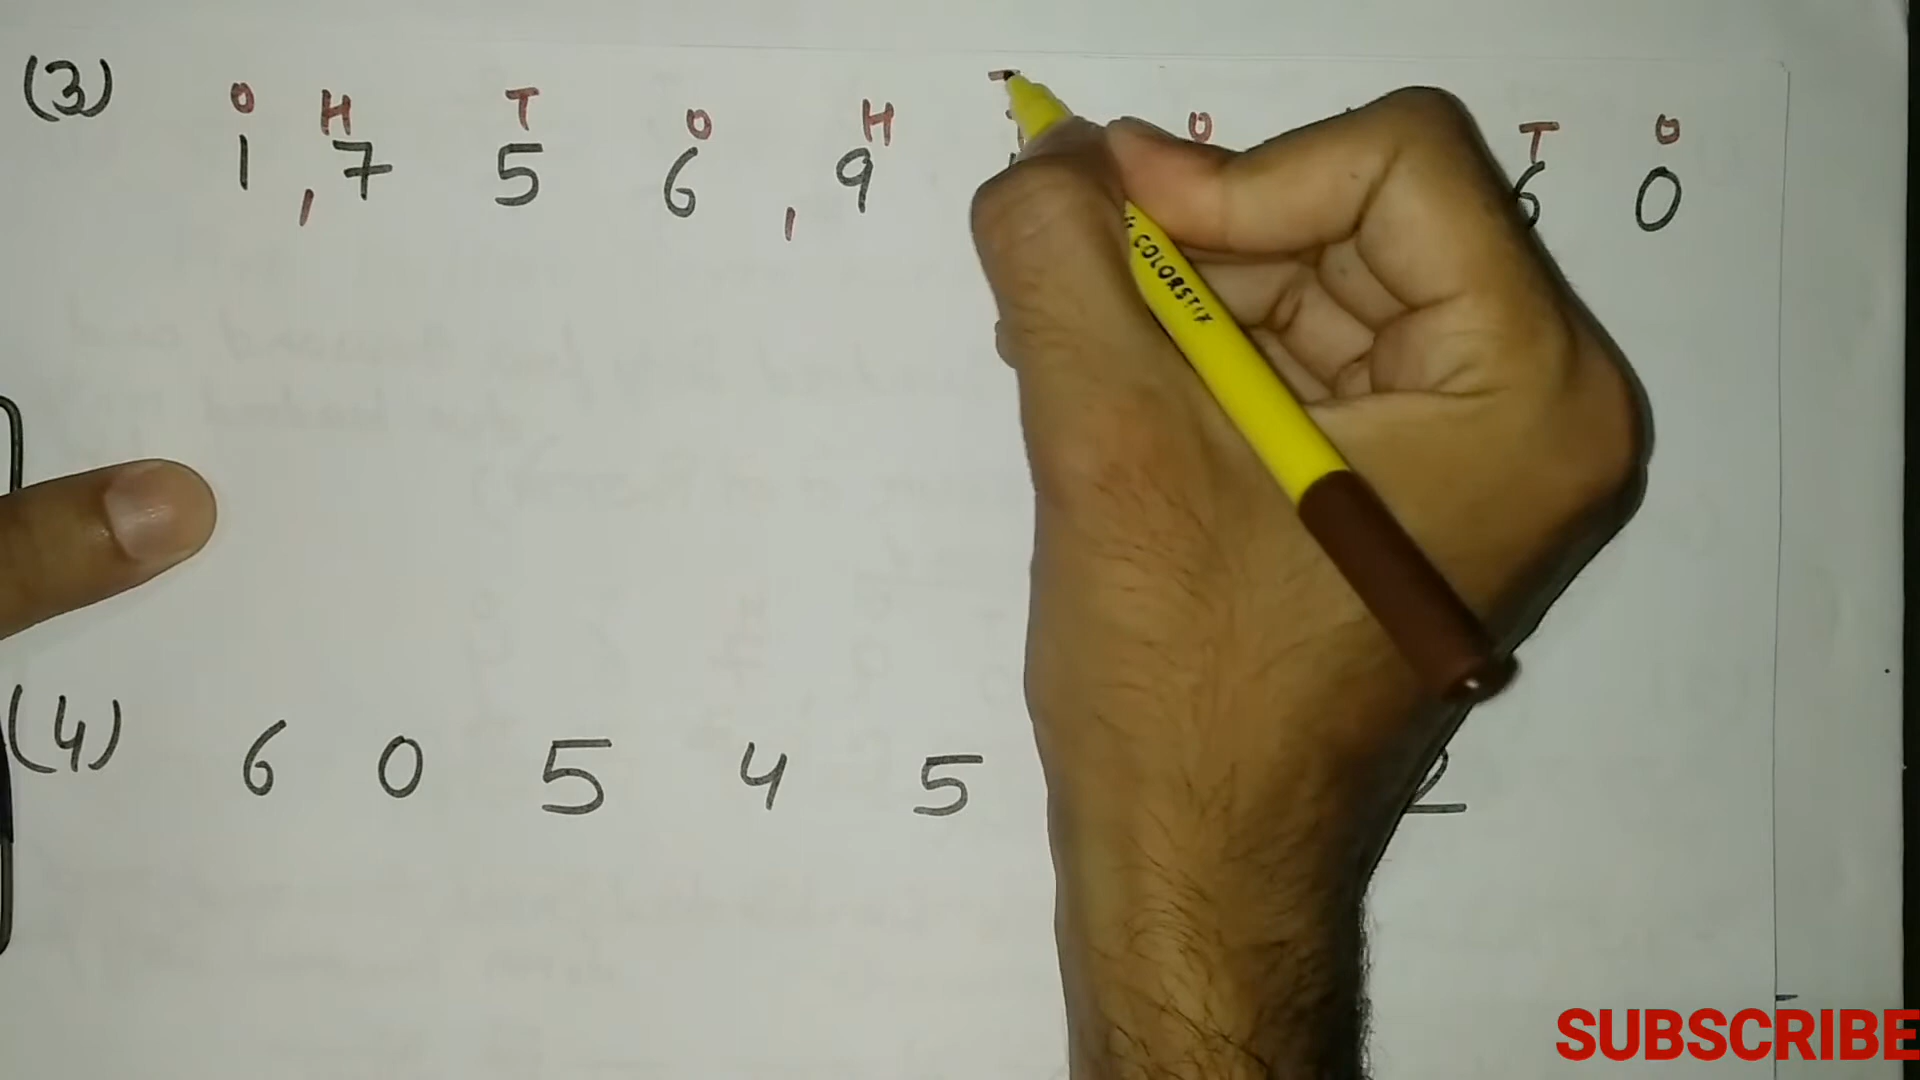 (3)
O H T O H T O T O
1 , 7 5 6 , 9 6 0
(4) 6 0 5 4 5 2
COLORSTIX
SUBSCRIBE